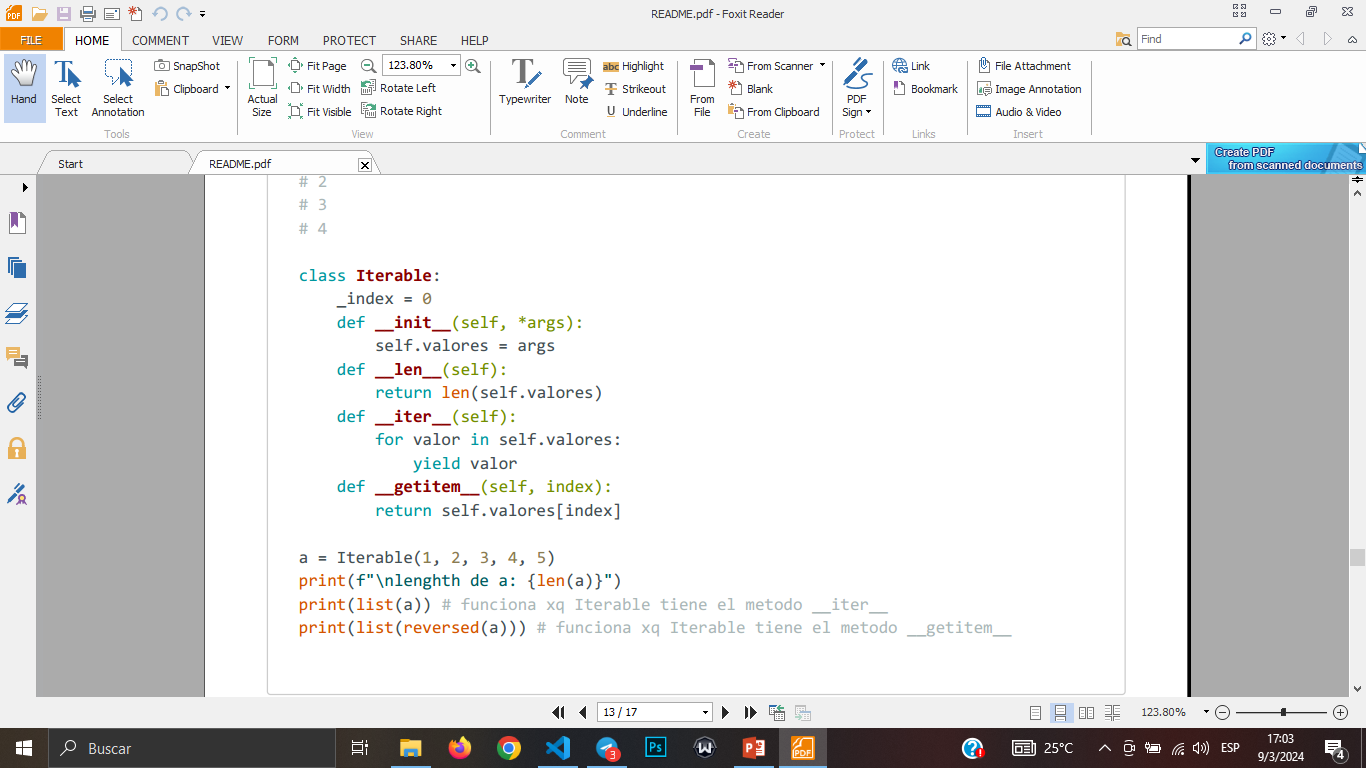 README.pdf - Foxit Reader
FILE
HOME
COMMENT
VIEW
FORM
PROTECT
SHARE
HELP
Find
Hand
Select
Text
Select
Annotation
SnapShot
Clipboard
Tools
Actual
Size
Fit Page
Fit Width
Fit Visible
123.80%
Rotate Left
Rotate Right
View
Typewriter
Note
abc Highlight
T Strikeout
U Underline
Comment
From
File
From Scanner
Blank
From Clipboard
Create
PDF
Sign
Protect
Link
Bookmark
Links
File Attachment
Image Annotation
Audio & Video
Insert
Start
README.pdf
Create PDF
from scanned documents
# 2
# 3
# 4
class Iterable:
    _index = 0
    def __init__(self, *args):
        self.valores = args
    def __len__(self):
        return len(self.valores)
    def __iter__(self):
        for valor in self.valores:
            yield valor
    def __getitem__(self, index):
        return self.valores[index]
a = Iterable(1, 2, 3, 4, 5)
print(f"\nlenghth de a: {len(a)}")
print(list(a)) # funciona xq Iterable tiene el metodo __iter__
print(list(reversed(a))) # funciona xq Iterable tiene el metodo __getitem__
13 / 17
123.80%
Buscar
3
Ps
PDF
25°C
ESP
17:03
9/3/2024
4